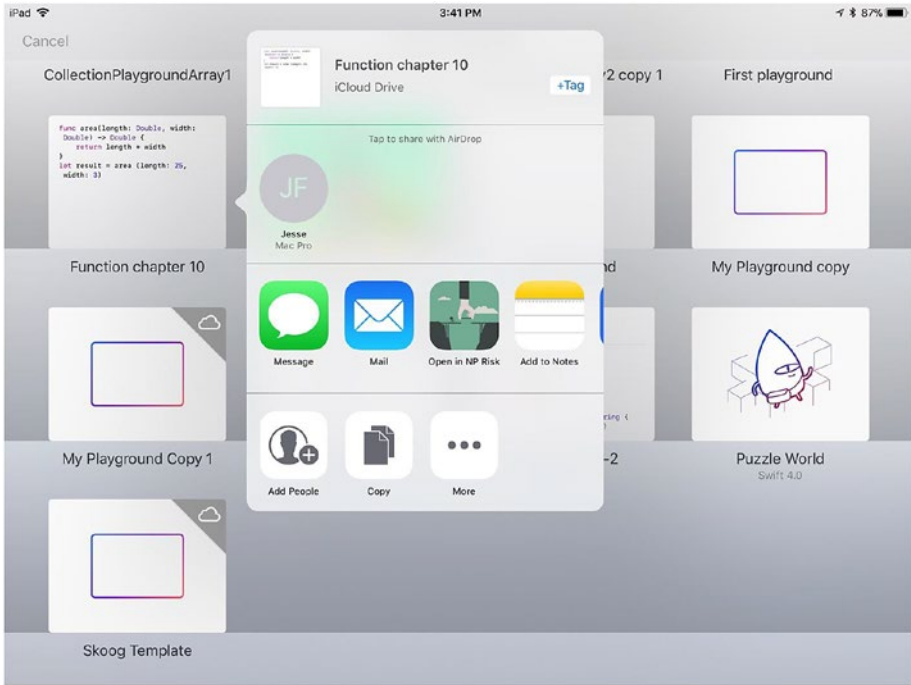 iPad
3:41 PM
87%
Cancel
CollectionPlaygroundArray1
Function chapter 10
iCloud Drive
+Tag
2 copy 1
First playground
func area(length: Double, width:
Double) -> Double {
return length * width
}
let result = area (length: 25,
width: 3)
Tap to share with AirDrop
JF
Jesse
Mac Pro
Function chapter 10
nd
My Playground copy
Message
Mail
Open in NP Risk
Add to Notes
ring {
My Playground Copy 1
-2
Puzzle World
Swift 4.0
Add People
Copy
More
Skoog Template